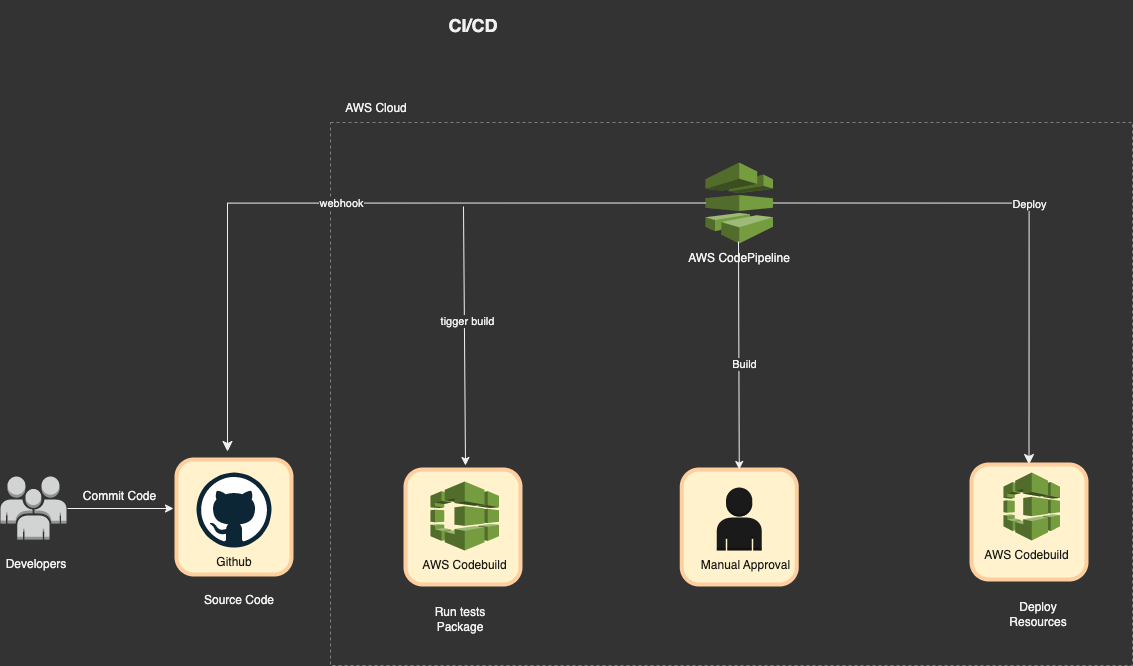 CI/CD
AWS Cloud
webhook
Deploy
AWS CodePipeline
tigger build
Build
Commit Code
Developers
Github
Source Code
AWS Codebuild
Run tests
Package
Manual Approval
AWS Codebuild
Deploy
Resources